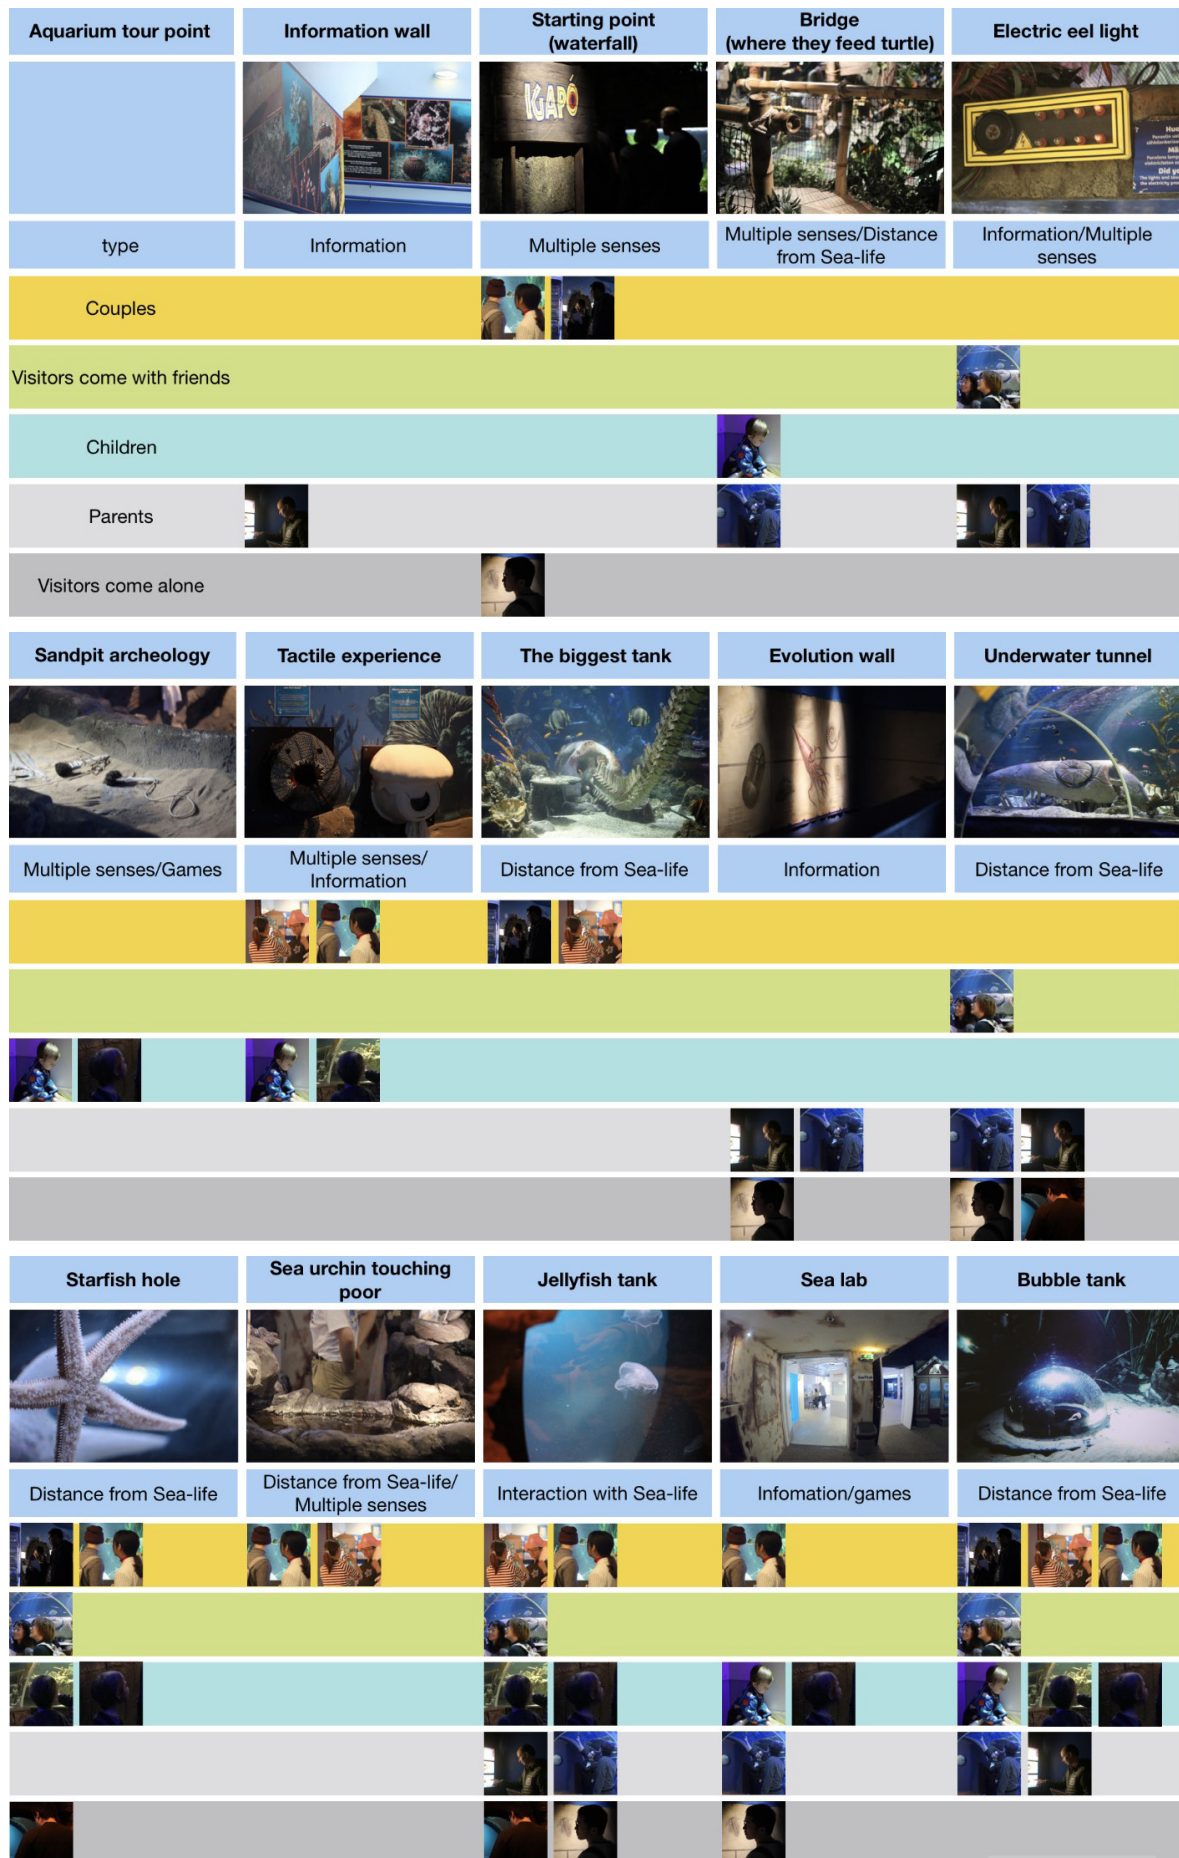 Aquarium tour point
Information wall
Starting point
(waterfall)
Bridge
(where they feed turtle)
Electric eel light
IGAPÓ
Did yo
type
Information
Multiple senses
Multiple senses/Distance
from Sea-life
Information/Multiple
senses
Couples
Visitors come with friends
Children
Parents
Visitors come alone
Sandpit archeology
Tactile experience
The biggest tank
Evolution wall
Underwater tunnel
Multiple senses/Games
Multiple senses/
Information
Distance from Sea-life
Information
Distance from Sea-life
Starfish hole
Sea urchin touching
poor
Jellyfish tank
Sea lab
Bubble tank
Distance from Sea-life
Distance from Sea-life/
Multiple senses
Interaction with Sea-life
Infomation/games
Distance from Sea-life